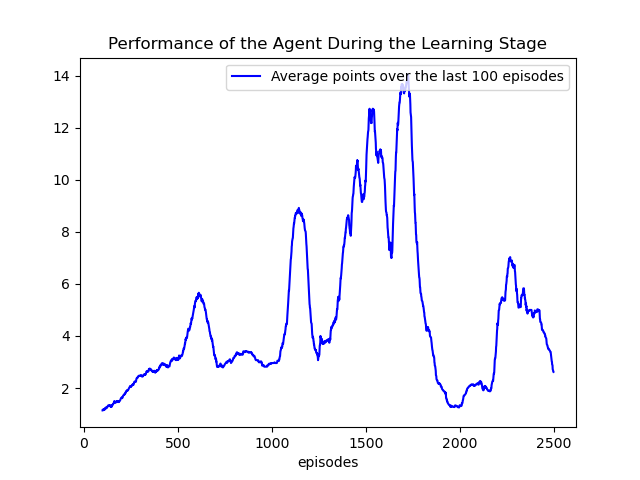 Performance of the Agent During the Learning Stage
Average points over the last 100 episodes
14
12
10
8
6
4
2
0 500 1000 1500 2000 2500
episodes